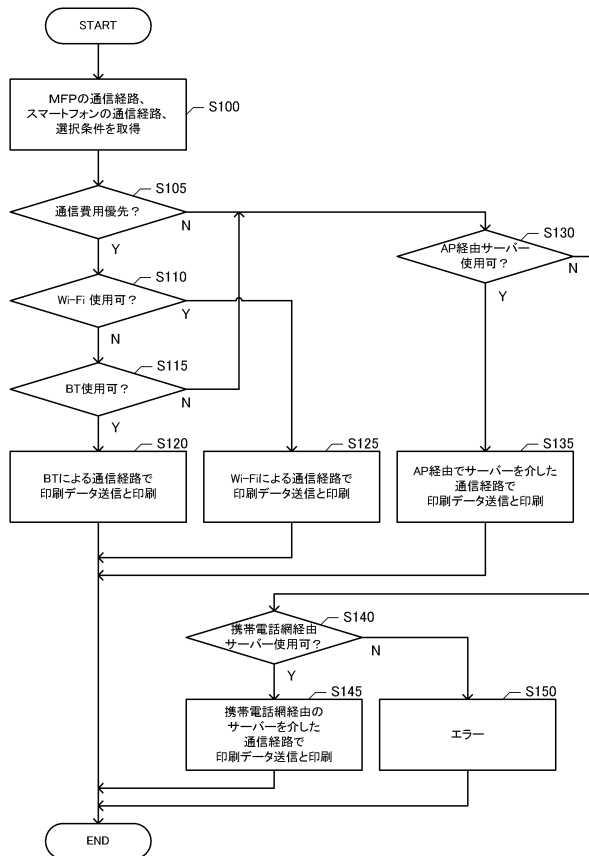 START
MFPの通信経路、
スマートフォンの通信経路、
選択条件を取得
S100
通信費用優先？
S105
N
Y
AP経由サーバー
使用可？
S130
N
Y
Wi-Fi 使用可？
S110
Y
N
BT使用可？
S115
N
Y
BTによる通信経路で
印刷データ送信と印刷
S120
Wi-Fiによる通信経路で
印刷データ送信と印刷
S125
AP経由でサーバーを介した
通信経路で
印刷データ送信と印刷
S135
携帯電話網経由
サーバー使用可？
S140
N
Y
携帯電話網経由の
サーバーを介した
通信経路で
印刷データ送信と印刷
S145
エラー
S150
END